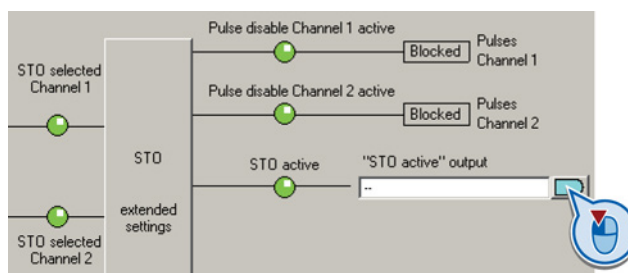 Pulse disable Channel 1 active
Blocked
Pulses
Channel 1
STO selected
Channel 1
Pulse disable Channel 2 active
Blocked
Pulses
Channel 2
STO
STO active
"STO active" output
--
extended
settings
STO selected
Channel 2